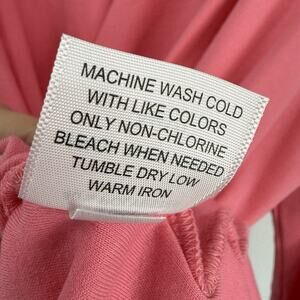 MACHINE WASH COLD
WITH LIKE COLORS
ONLY NON-CHLORINE
BLEACH WHEN NEEDED
TUMBLE DRY LOW
WARM IRON